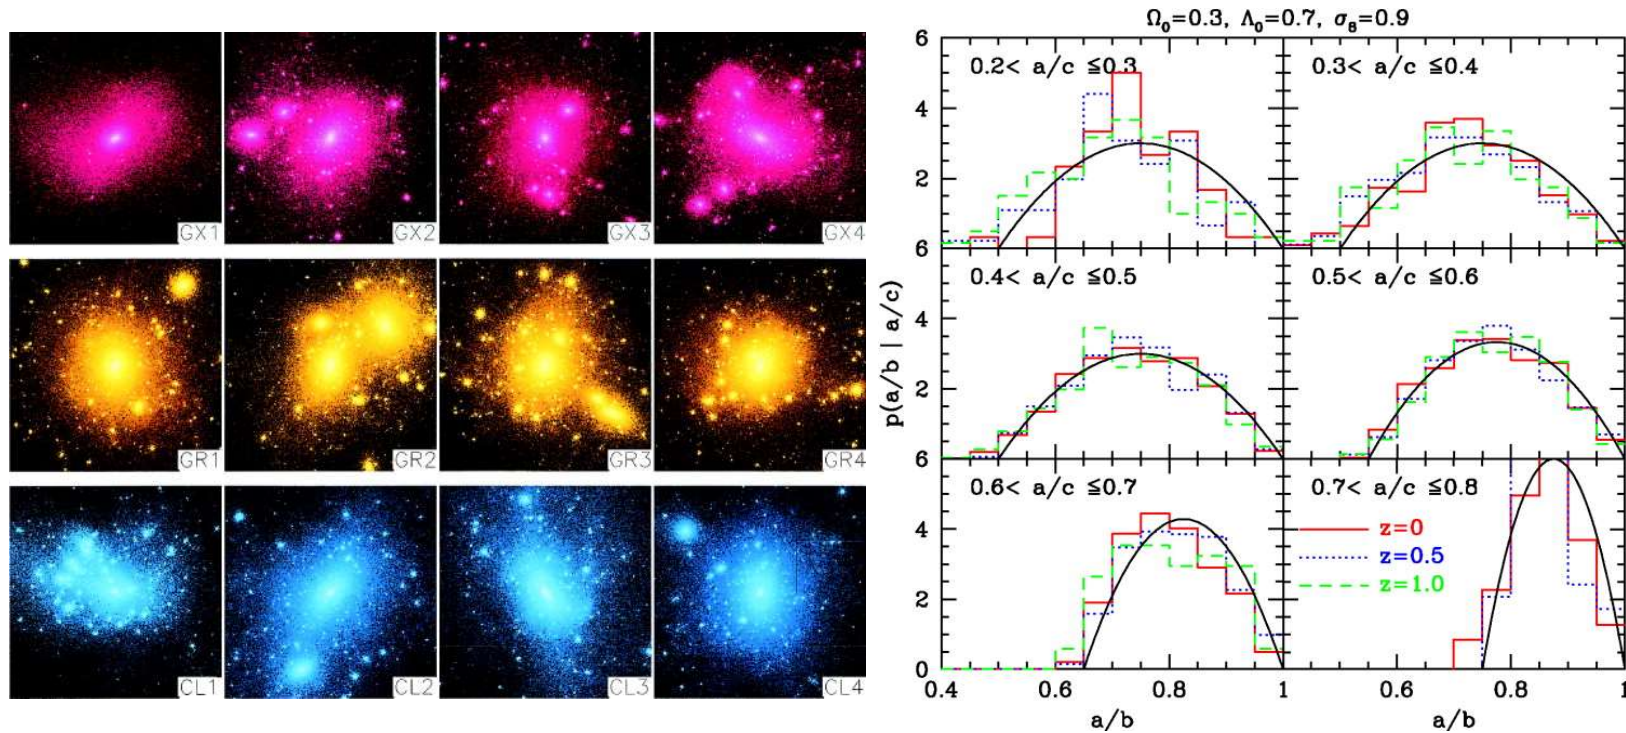 GX1 GX2 GX3 GX4
GR1 GR2 GR3 GR4
CL1 CL2 CL3 CL4
Ω₀=0.3, Λ₀=0.7, σ₈=0.9
6
0.2< a/c ≦0.3 0.3< a/c ≦0.4
4
2
6
0.4< a/c ≦0.5 0.5< a/c ≦0.6
4
p(a/b | a/c)
2
6
0.6< a/c ≦0.7 0.7< a/c ≦0.8
4
z=0
z=0.5
2
z=1.0
0
0.4 0.6 0.8 1 0.6 0.8 1
a/b a/b